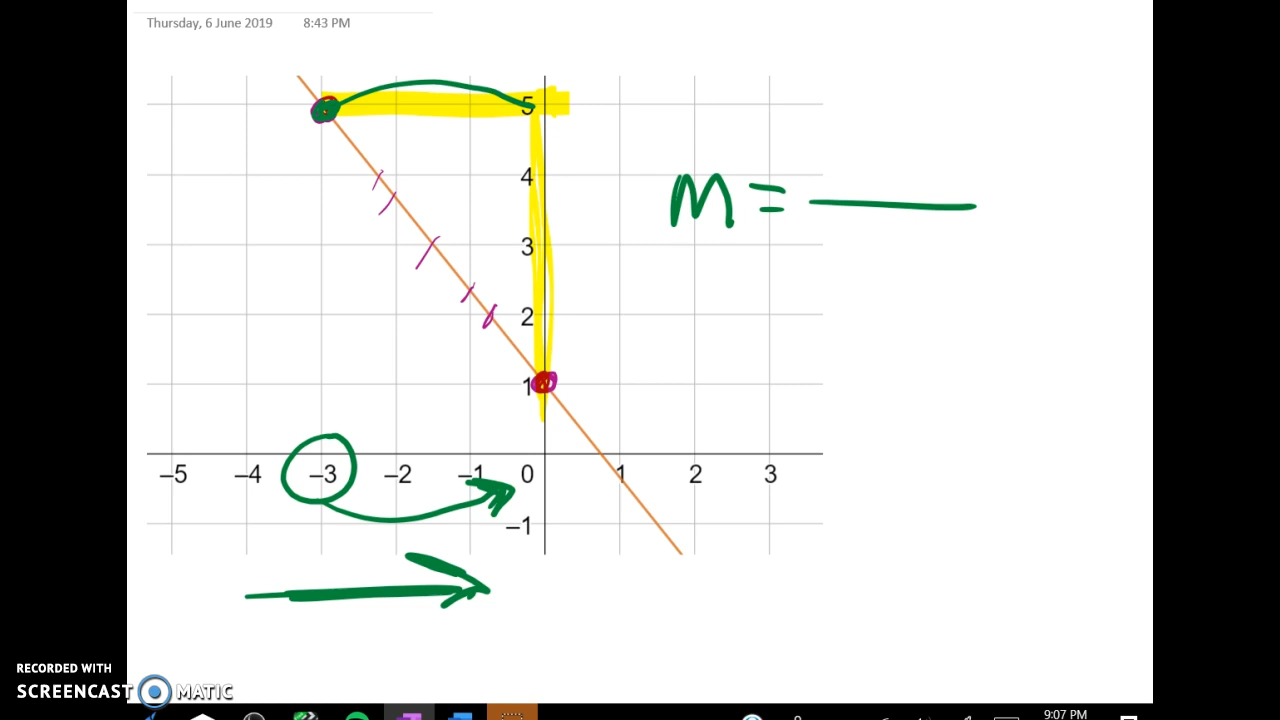 Thursday, 6 June 2019 8:43 PM
5
4
m =
3
2
1
–5 –4 –3 –2 –1 0 1 2 3
–1
RECORDED WITH
SCREENCAST MATIC
9:07 PM